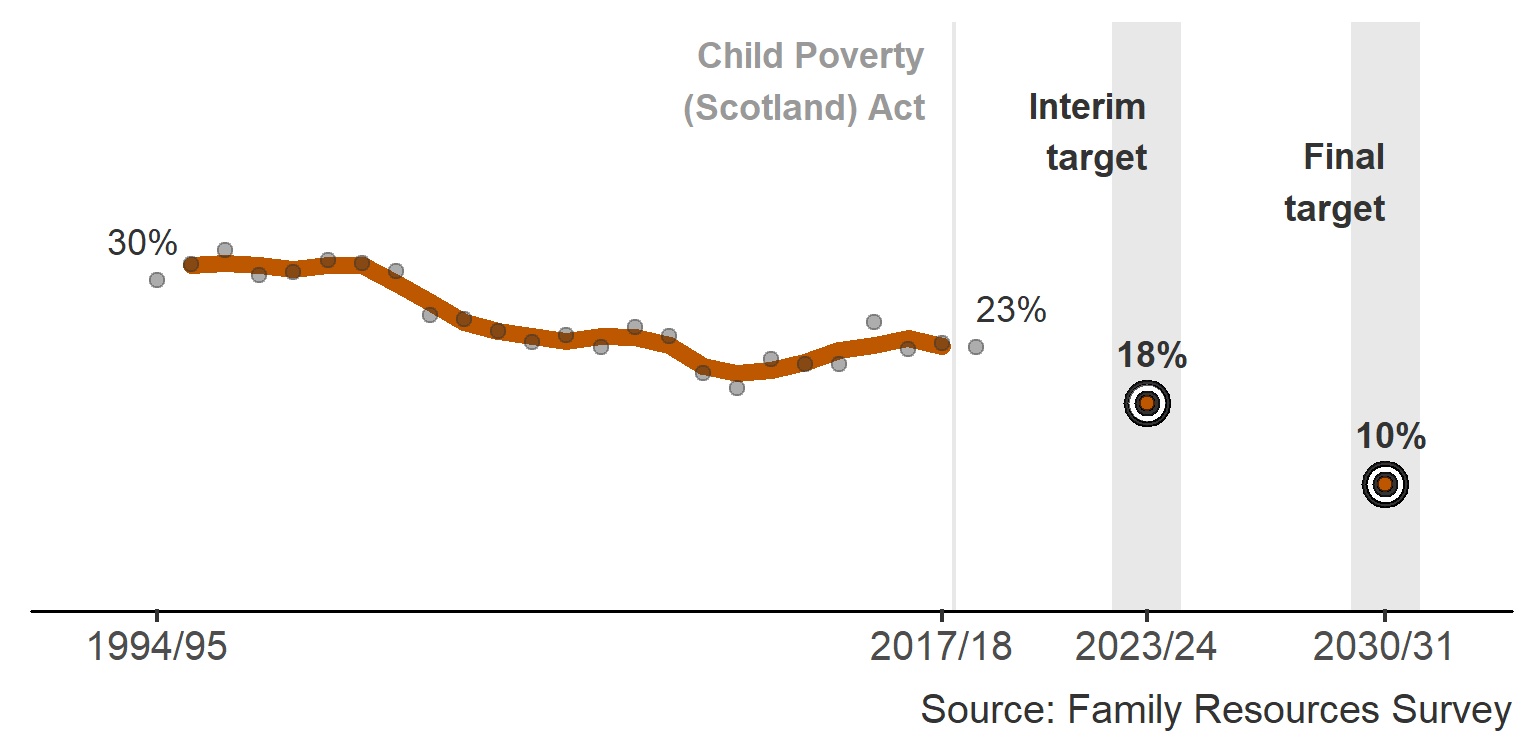 Child Poverty
(Scotland) Act
Interim
target
Final
target
30%
23%
18%
10%
1994/95
2017/18
2023/24
2030/31
Source: Family Resources Survey